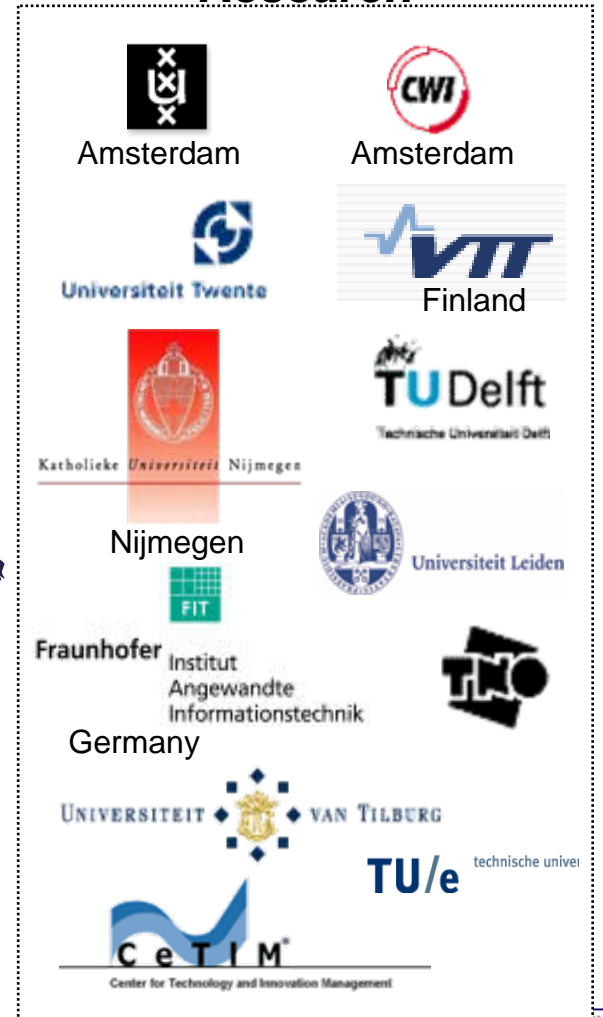 Research
Amsterdam
CWI
Amsterdam
Universiteit Twente
VTT
Finland
TU Delft
Technische Universiteit Delft
Katholieke Universiteit Nijmegen
Nijmegen
Universiteit Leiden
FIT
Fraunhofer
Institut
Angewandte
Informationstechnik
TNO
Germany
UNIVERSITEIT VAN TILBURG
TU/e technische univer
CeTIM®
Center for Technology and Innovation Management